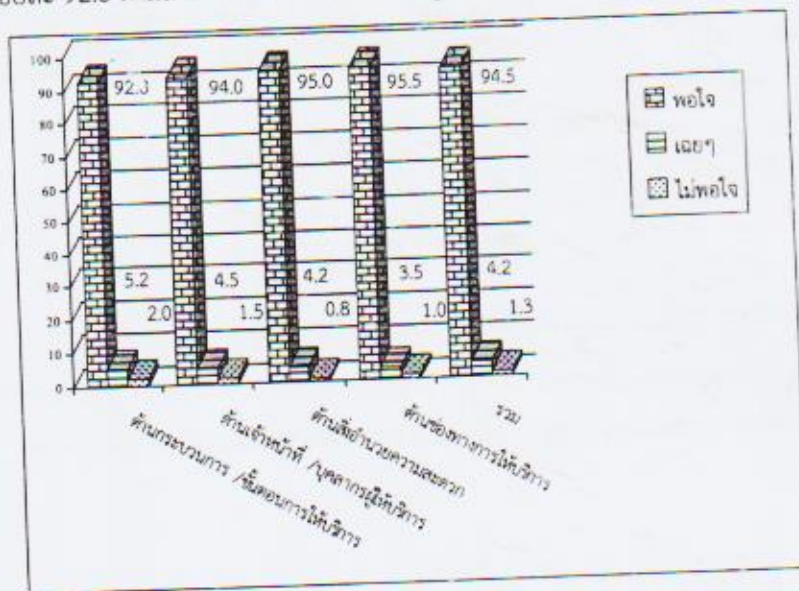 100
90
80
70
60
50
40
30
20
10
0
92.8 94.0 95.0 95.5 94.5
5.2 4.5 4.2 3.5 4.2
2.0 1.5 0.8 1.0 1.3
พอใจ
เฉยๆ
ไม่พอใจ
ด้านกระบวนการ /ขั้นตอนการให้บริการ
ด้านเจ้าหน้าที่ /บุคลากรผู้ให้บริการ
ด้านสิ่งอำนวยความสะดวก
ด้านช่องทางการให้บริการ
รวม